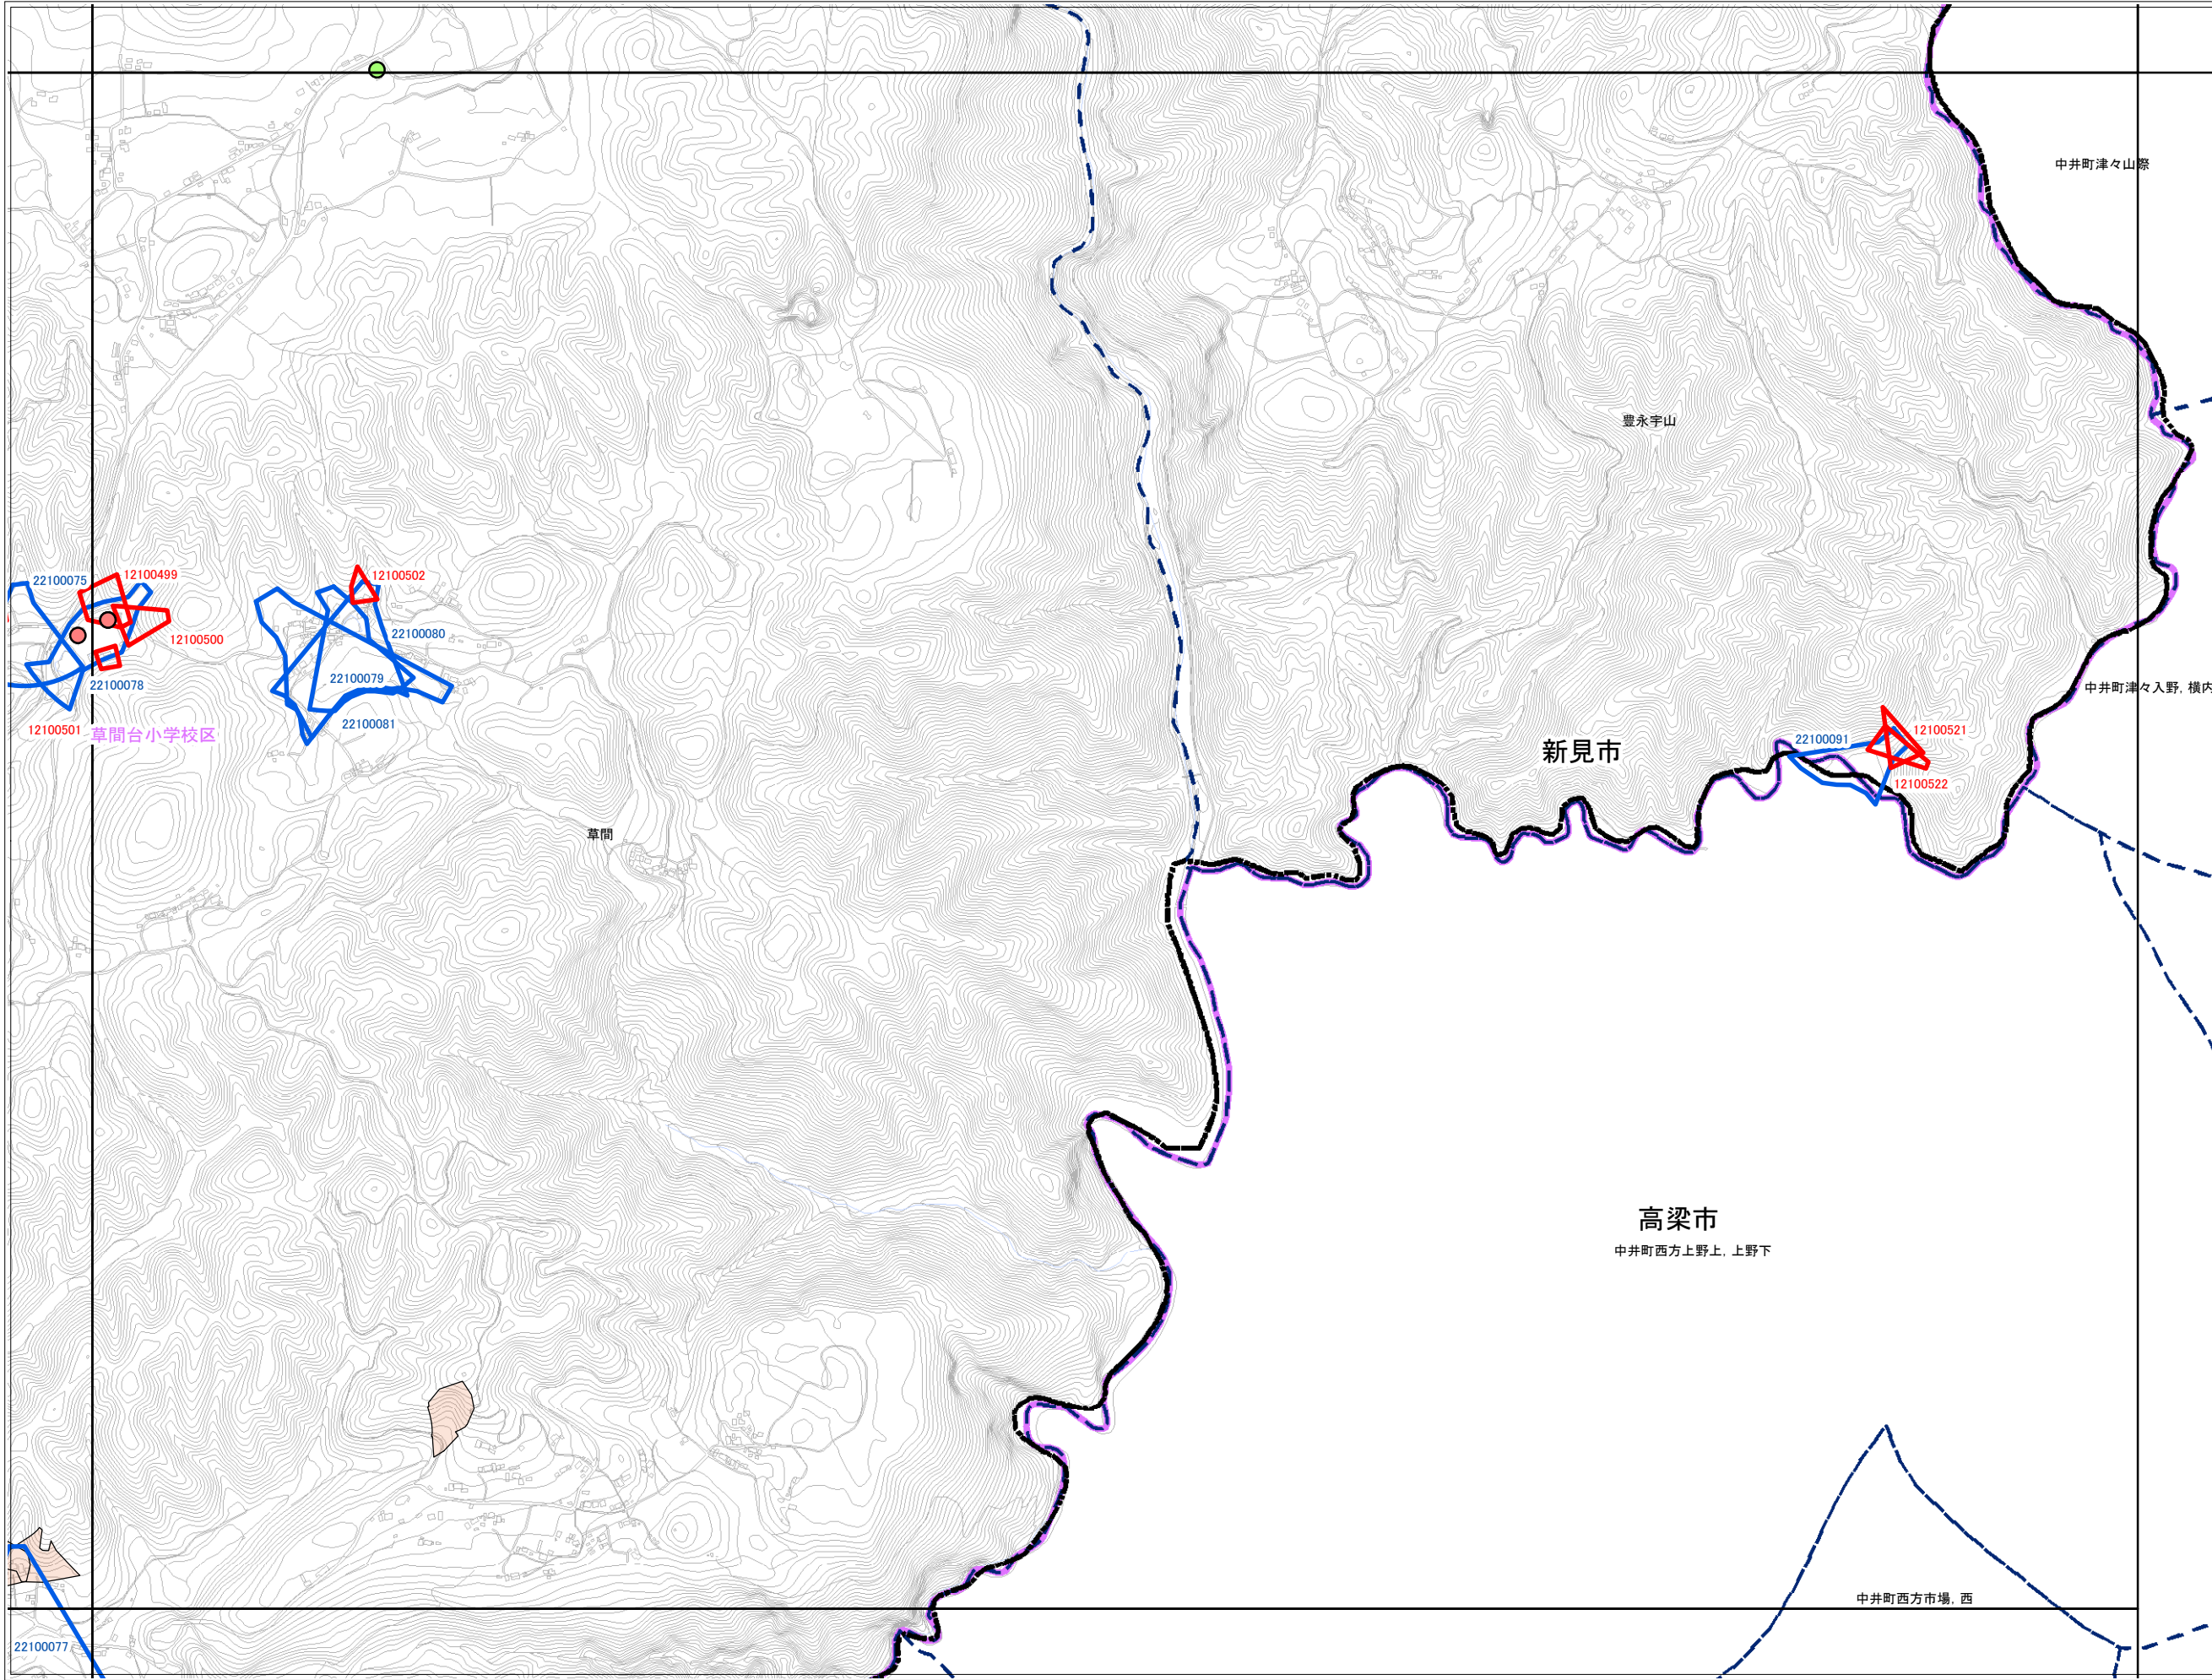 中井町津々山際
豊永宇山
22100075
12100499
12100502
12100500
22100080
22100079
22100078
22100081
12100501
草間台小学校区
中井町津々入野, 横内
新見市
22100091
12100521
12100522
草間
高梁市
中井町西方上野上, 上野下
中井町西方市場, 西
22100077